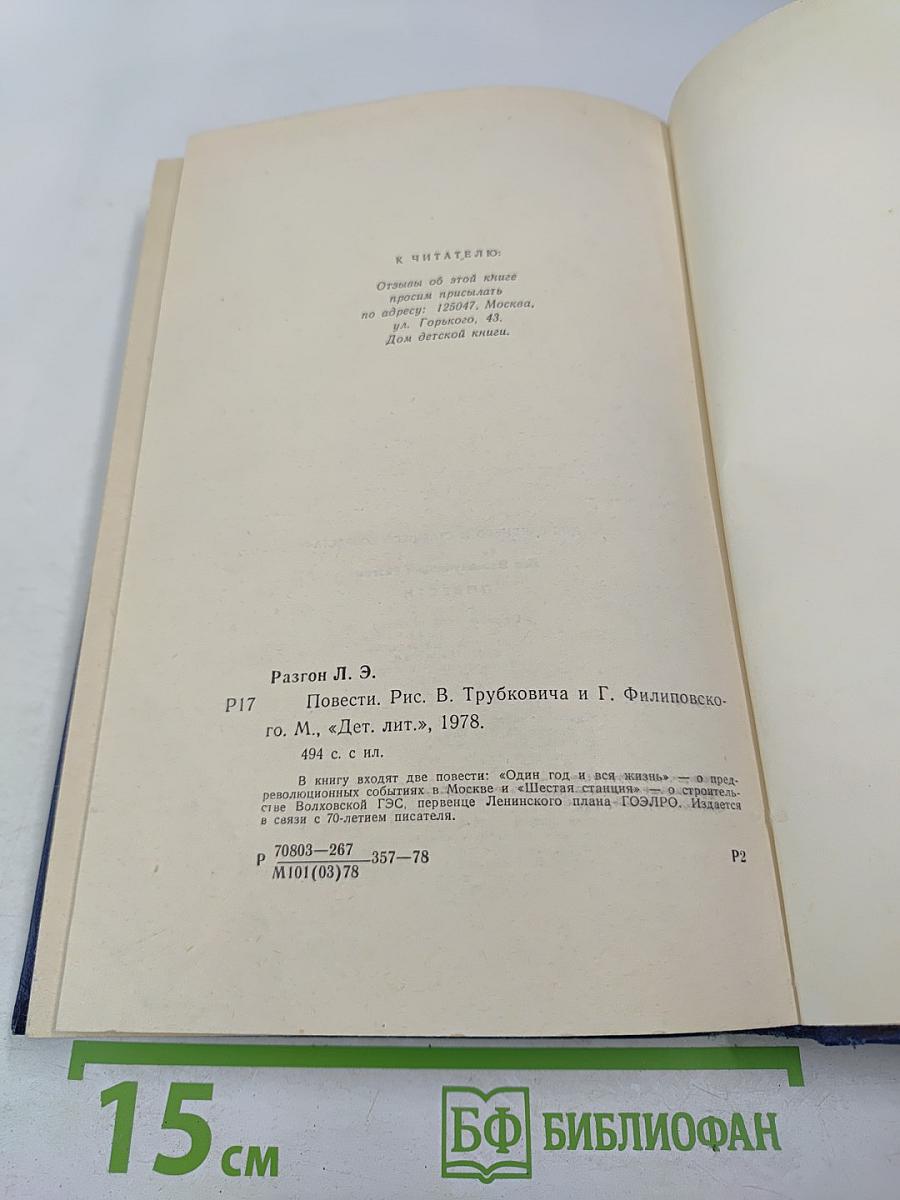 К ЧИТАТЕЛЮ:
Отзывы об этой книге
просим присылать
по адресу: 125047, Москва,
ул. Горького, 43.
Дом детской книги.
Разгон Л. Э.
Р17 Повести. Рис. В. Трубковича и Г. Филиповско-
го. М., «Дет. лит.», 1978.
494 с. с ил.
В книгу входят две повести: «Один год и вся жизнь» — о пред-
революционных событиях в Москве и «Шестая станция» — о строитель-
стве Волховской ГЭС, первенце Ленинского плана ГОЭЛРО. Издается
в связи с 70-летием писателя.
Р 70803—267
М101(03)78 357—78 Р2
15 см
БФ БИБЛИОФАН